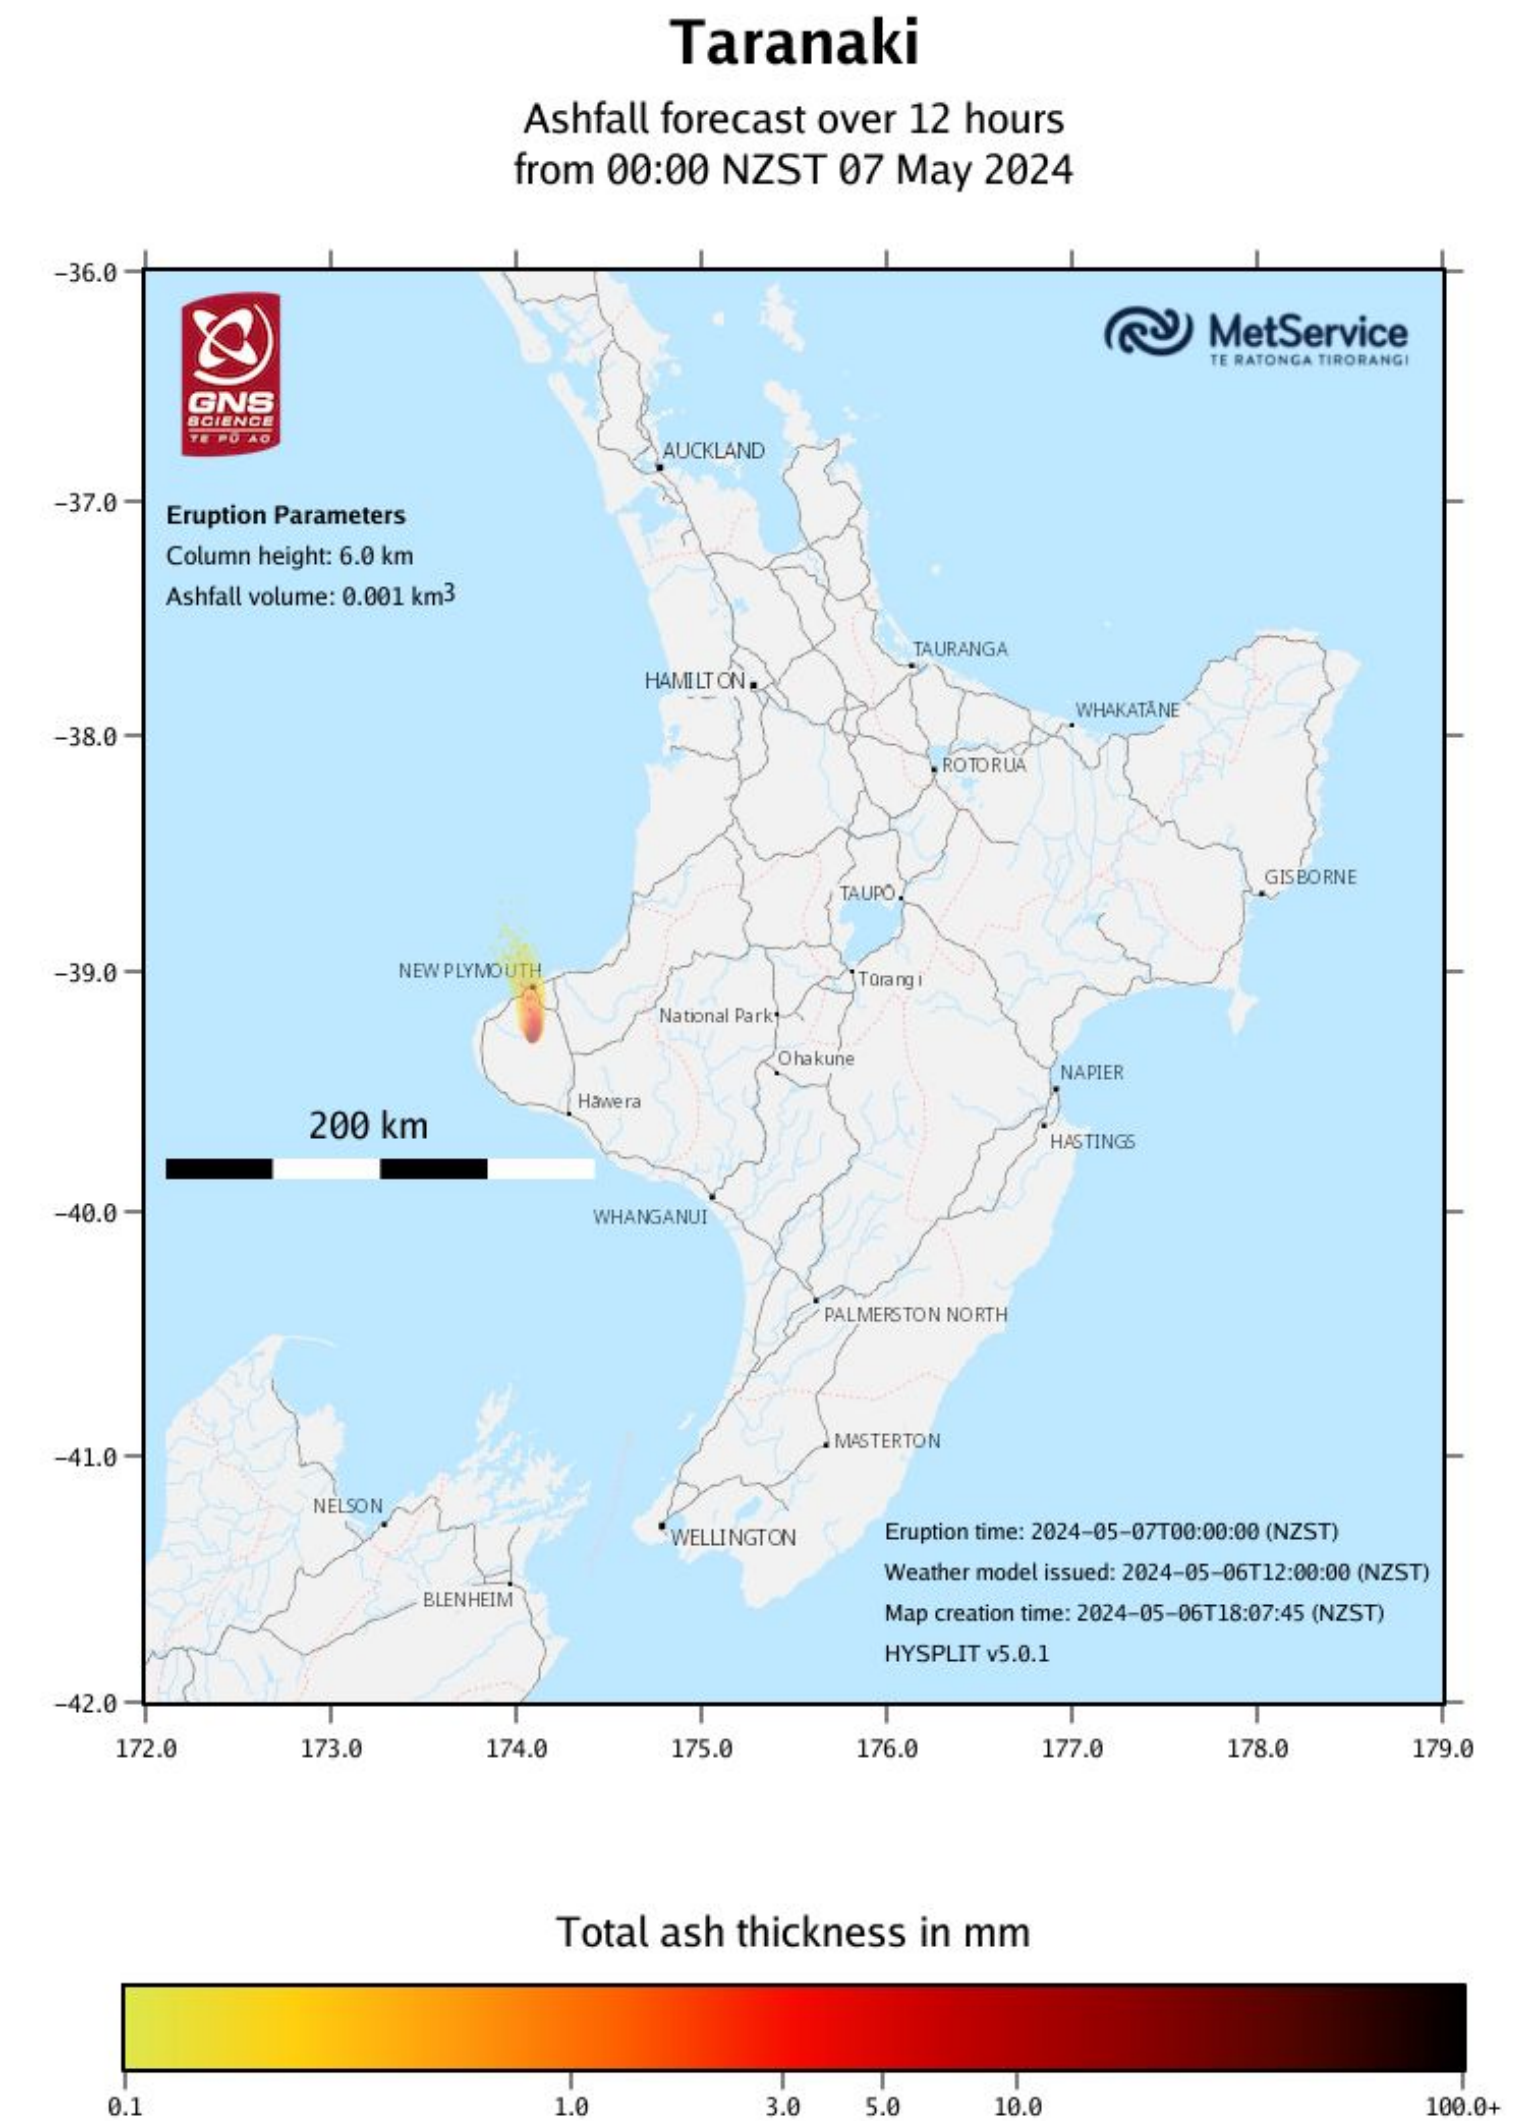 Taranaki
Ashfall forecast over 12 hours
from 00:00 NZST 07 May 2024
−36.0
−37.0
−38.0
−39.0
−40.0
−41.0
−42.0
GNS
SCIENCE
TE PŪ AO
MetService
TE RATONGA TIRORANGI
Eruption Parameters
Column height: 6.0 km
Ashfall volume: 0.001 km3
AUCKLAND
TAURANGA
HAMILTON
WHAKATĀNE
ROTORUA
GISBORNE
TAUPŌ
NEW PLYMOUTH
Tūrangi
National Park
Ohakune
NAPIER
Hāwera
HASTINGS
200 km
WHANGANUI
PALMERSTON NORTH
MASTERTON
NELSON
WELLINGTON
BLENHEIM
Eruption time: 2024−05−07T00:00:00 (NZST)
Weather model issued: 2024−05−06T12:00:00 (NZST)
Map creation time: 2024−05−06T18:07:45 (NZST)
HYSPLIT v5.0.1
172.0 173.0 174.0 175.0 176.0 177.0 178.0 179.0
Total ash thickness in mm
0.1 1.0 3.0 5.0 10.0 100.0+